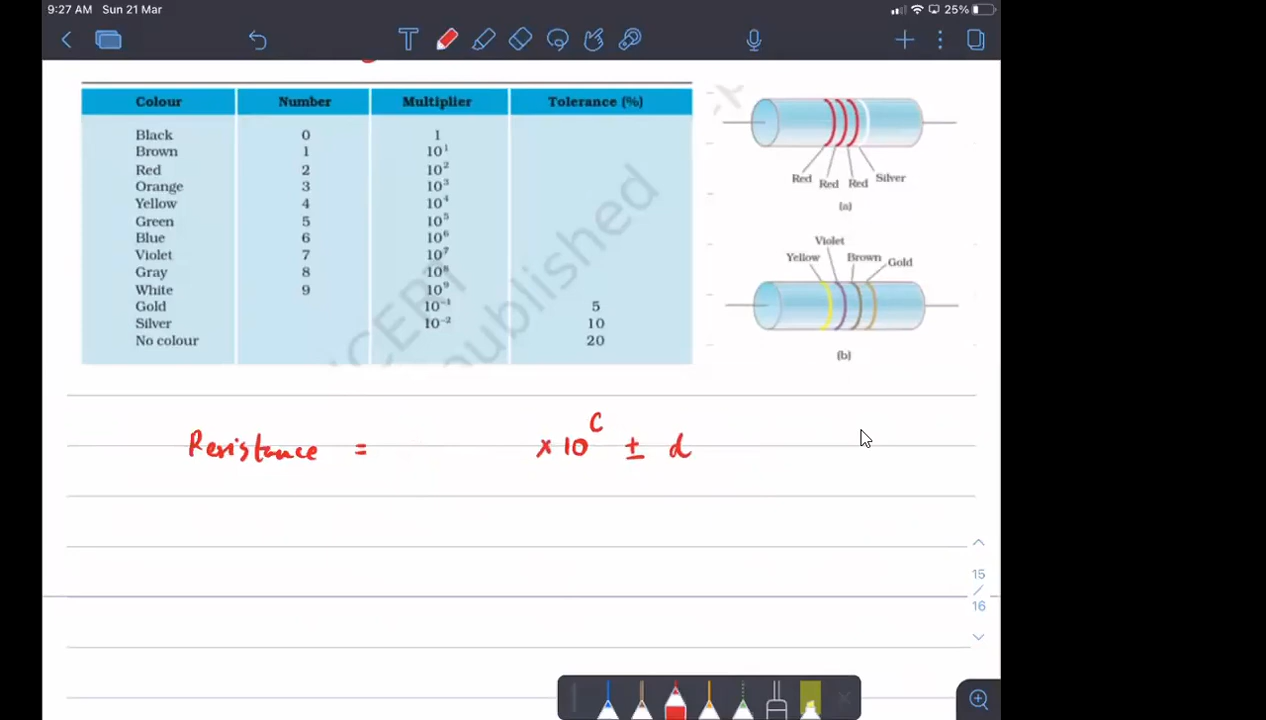 9:27 AM Sun 21 Mar
25%
T
Colour Number Multiplier Tolerance (%)
Black 0 1
Brown 1 10¹
Red 2 10²
Orange 3 10³
Yellow 4 10⁴
Green 5 10⁵
Blue 6 10⁶
Violet 7 10⁷
Gray 8 10⁸
White 9 10⁹
Gold 10⁻¹ 5
Silver 10⁻² 10
No colour 20
Red Red Red Silver
(a)
Violet
Yellow Brown Gold
(b)
Resistance = × 10^C ± d
15
/
16